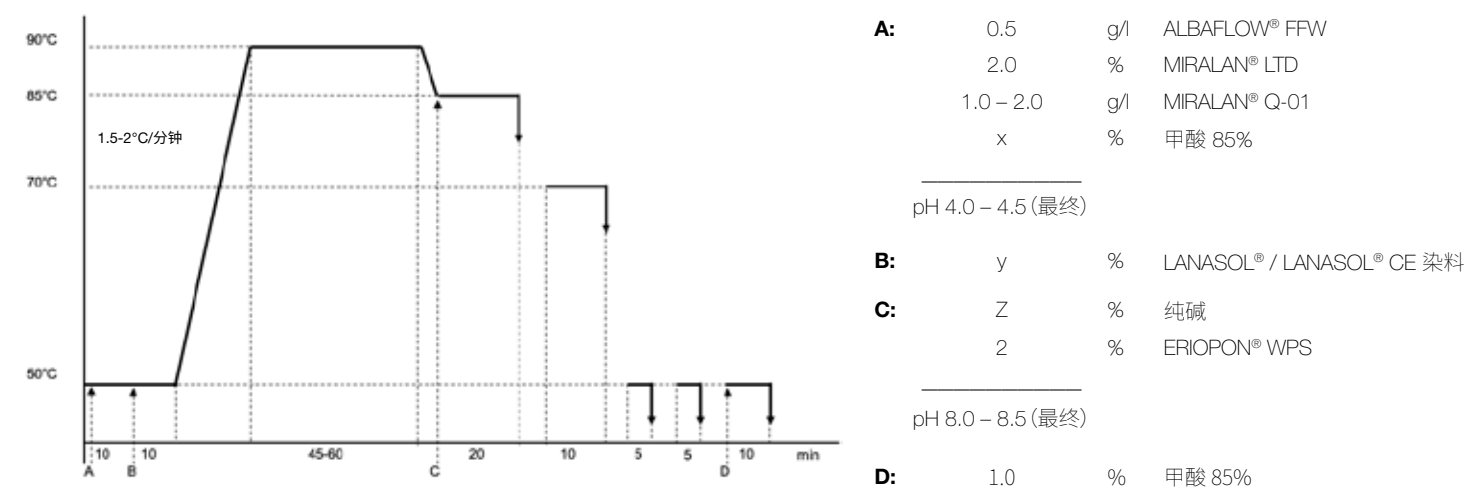 90°C
85°C
1.5-2°C/分钟
70°C
50°C
10 10 45-60 20 10 5 5 10 min
A B C D
A: 0.5 g/l ALBAFLOW® FFW
2.0 % MIRALAN® LTD
1.0 – 2.0 g/l MIRALAN® Q-01
x % 甲酸 85%
pH 4.0 – 4.5 (最终)
B: y % LANASOL® / LANASOL® CE 染料
C: Z % 纯碱
2 % ERIOPON® WPS
pH 8.0 – 8.5 (最终)
D: 1.0 % 甲酸 85%